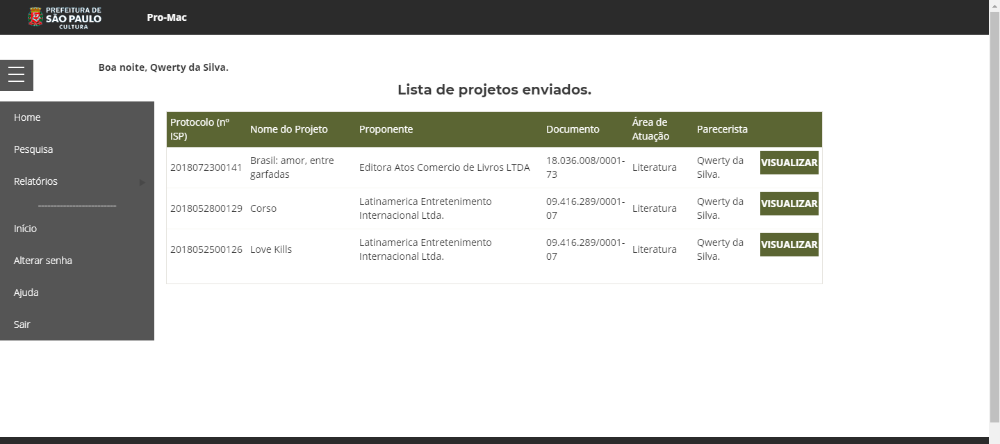 PREFEITURA DE
SÃO PAULO
CULTURA
Pro-Mac
Boa noite, Qwerty da Silva.
Lista de projetos enviados.
Home
Pesquisa
Relatórios
-------------------------
Início
Alterar senha
Ajuda
Sair
Protocolo (nº
ISP)
Nome do Projeto
Proponente
Documento
Área de
Atuação
Parecerista
2018072300141
Brasil: amor, entre
garfadas
Editora Atos Comercio de Livros LTDA
18.036.008/0001-
73
Literatura
Qwerty da
Silva.
VISUALIZAR
2018052800129
Corso
Latinamerica Entretenimento
Internacional Ltda.
09.416.289/0001-
07
Literatura
Qwerty da
Silva.
VISUALIZAR
2018052500126
Love Kills
Latinamerica Entretenimento
Internacional Ltda.
09.416.289/0001-
07
Literatura
Qwerty da
Silva.
VISUALIZAR